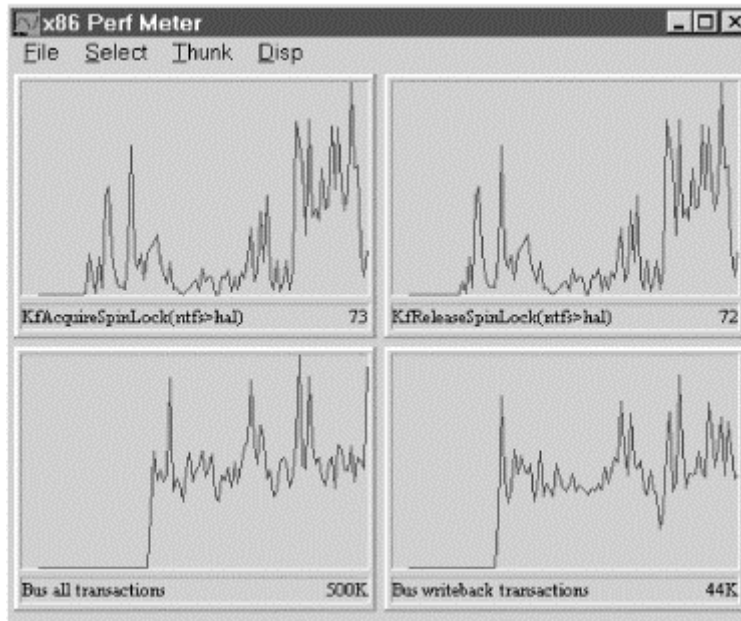 x86 Perf Meter
File Select Thunk Disp
KfAcquireSpinLock(ntfs>hal) 73
KfReleaseSpinLock(ntfs>hal) 72
Bus all transactions 500K
Bus writeback transactions 44K